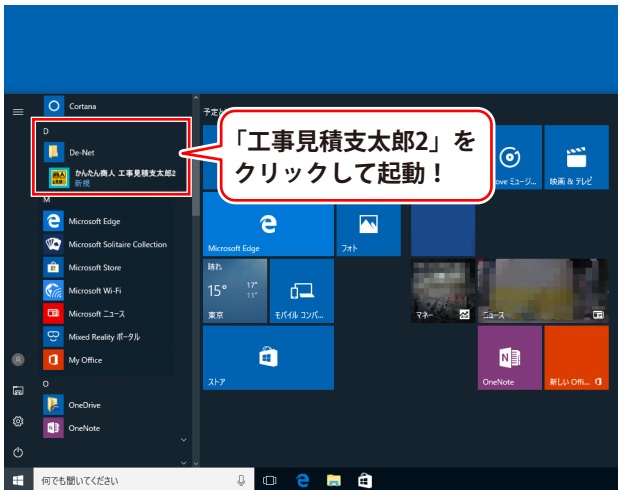 Cortana
D
De-Net
かんたん商人 工事見積支太郎2
新規
M
Microsoft Edge
Microsoft Solitaire Collection
Microsoft Store
Microsoft Wi-Fi
Microsoft ニュース
Mixed Reality ポータル
My Office
O
OneDrive
OneNote
何でも聞いてください
「工事見積支太郎2」を
クリックして起動！
映画 & テレビ
Microsoft Edge
フォト
晴れ
15° 17° 11°
東京
モバイル コンパ...
マネー
ニュース
ストア
OneNote
新しい Offi...